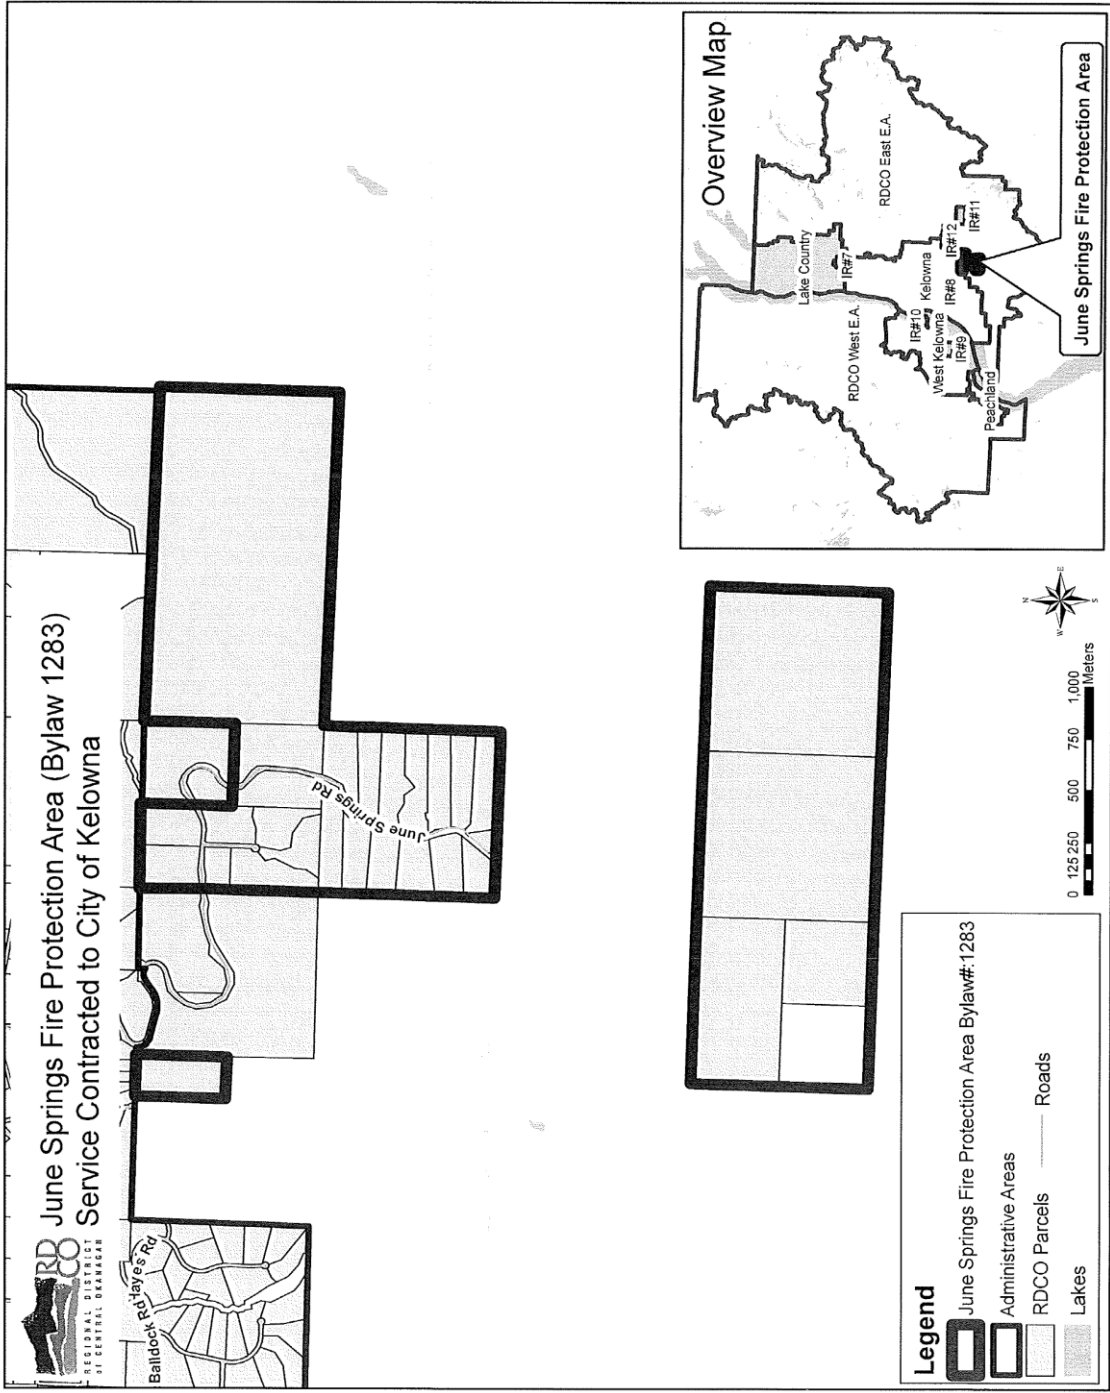 RD
CO
REGIONAL DISTRICT
OF CENTRAL OKANAGAN
June Springs Fire Protection Area (Bylaw 1283)
Service Contracted to City of Kelowna
Balldock Rd
Hayes Rd
June Springs Rd
Overview Map
Lake Country
IR#7
RDCO East E.A.
RDCO West E.A.
IR#10
Kelowna
IR#12
IR#11
West Kelowna
IR#8
IR#9
Peachland
June Springs Fire Protection Area
Legend
June Springs Fire Protection Area Bylaw#:1283
Administrative Areas
RDCO Parcels
Roads
Lakes
0 125 250 500 750 1,000
Meters
N
W
E
S